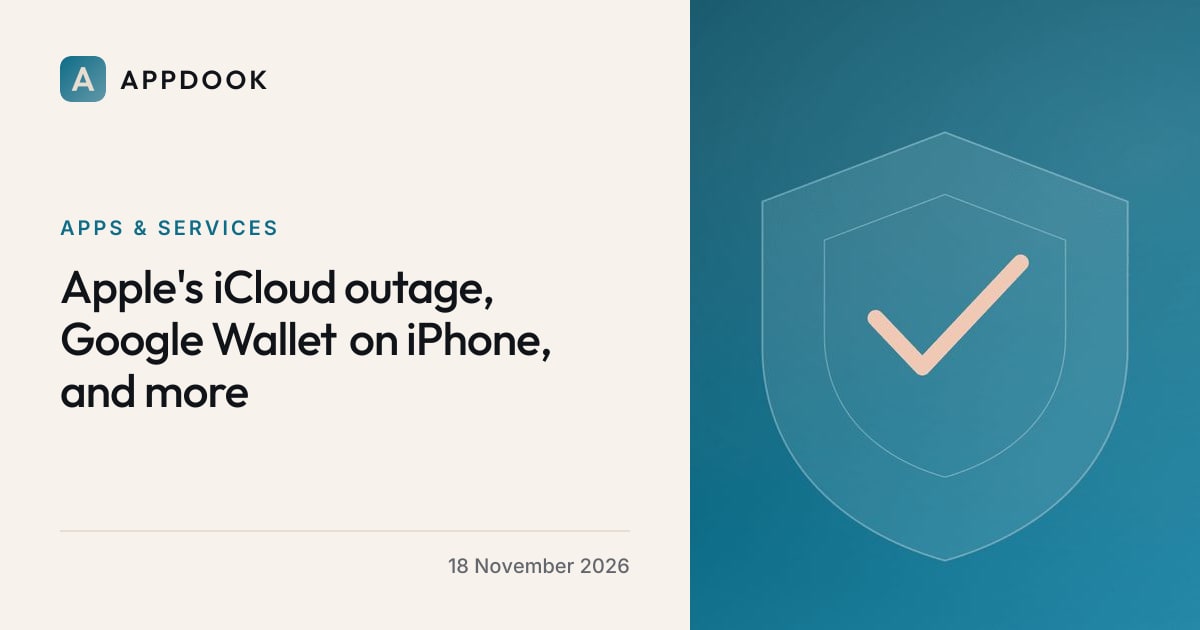 A APPDOOK
APPS & SERVICES
Apple's iCloud outage,
Google Wallet on iPhone,
and more
18 November 2026